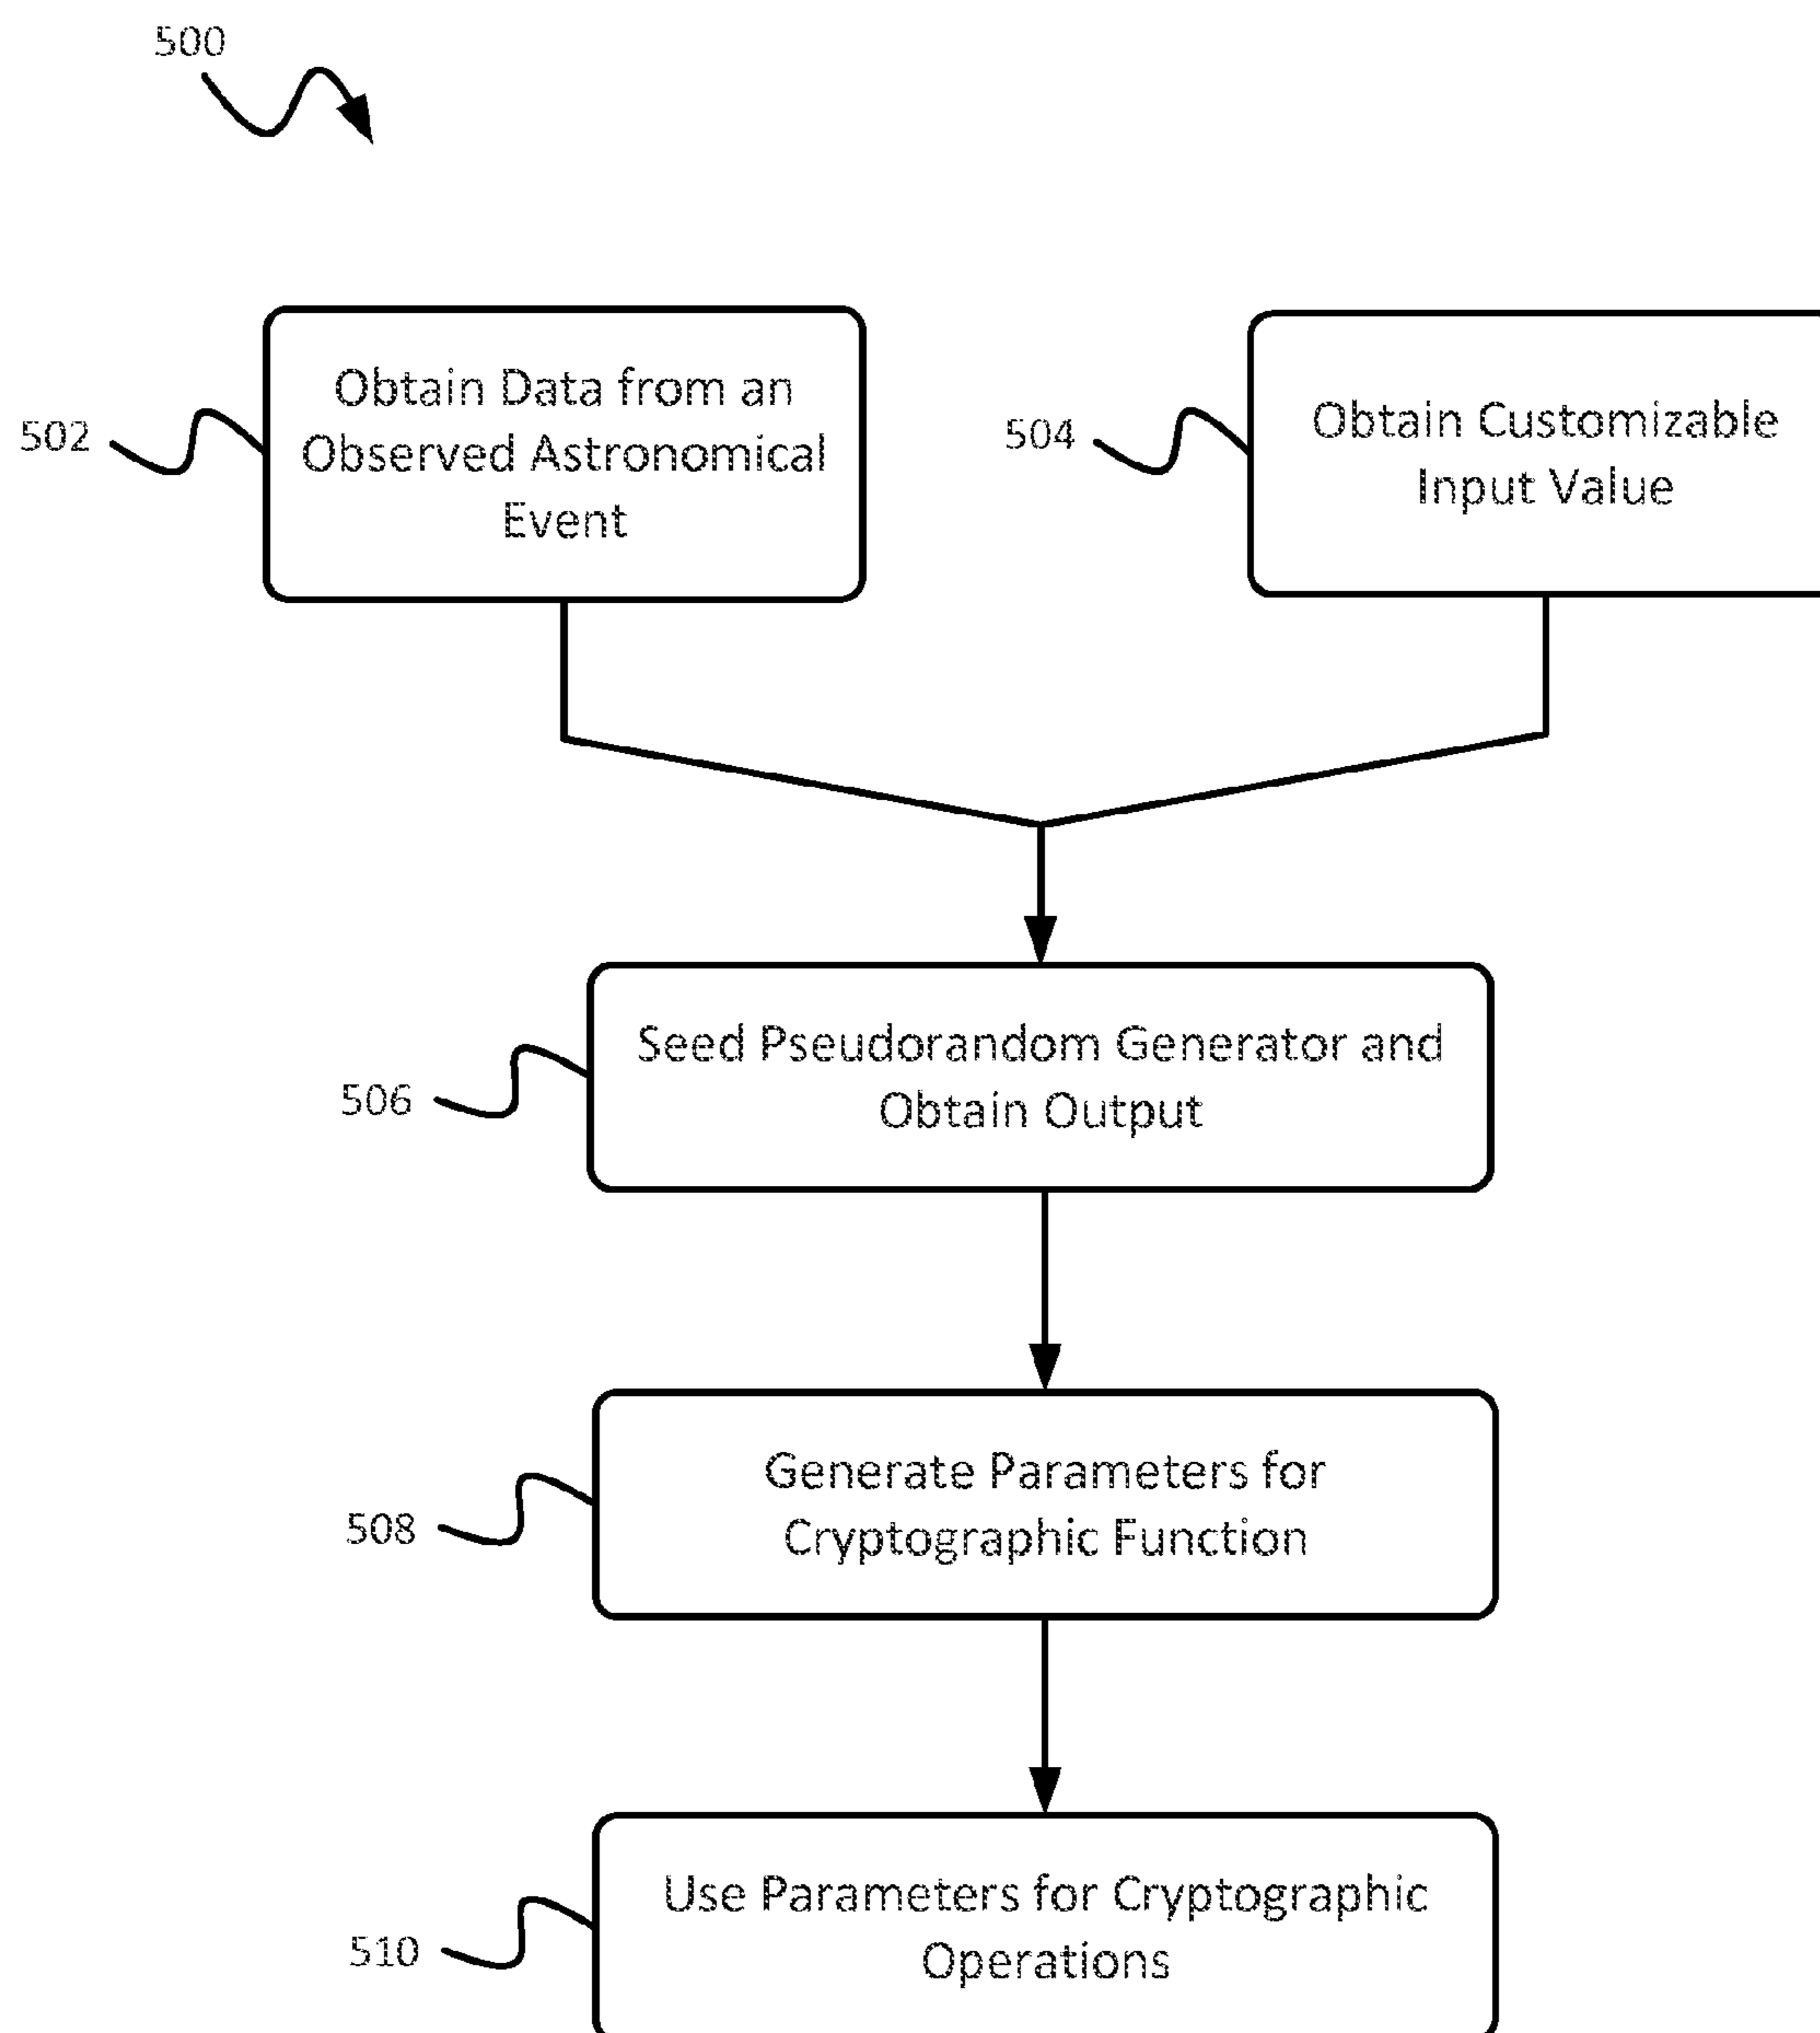 500
502
Obtain Data from an
Observed Astronomical
Event
504
Obtain Customizable
Input Value
506
Seed Pseudorandom Generator and
Obtain Output
508
Generate Parameters for
Cryptographic Function
510
Use Parameters for Cryptographic
Operations